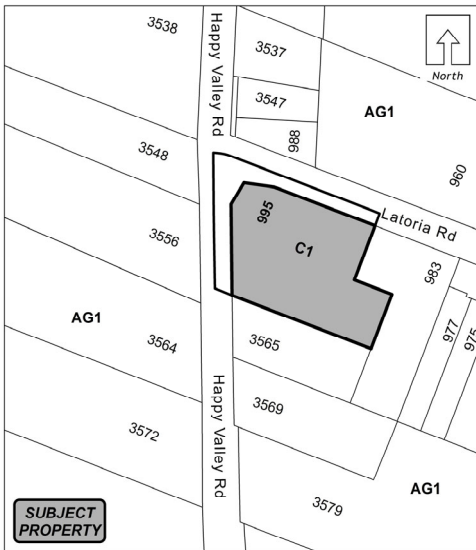 3538
Happy Valley Rd
3537
North
3547
AG1
988
3548
960
995
Latoria Rd
C1
3556
983
AG1
3564
3565
977
975
Happy Valley Rd
3569
3572
AG1
3579
SUBJECT
PROPERTY